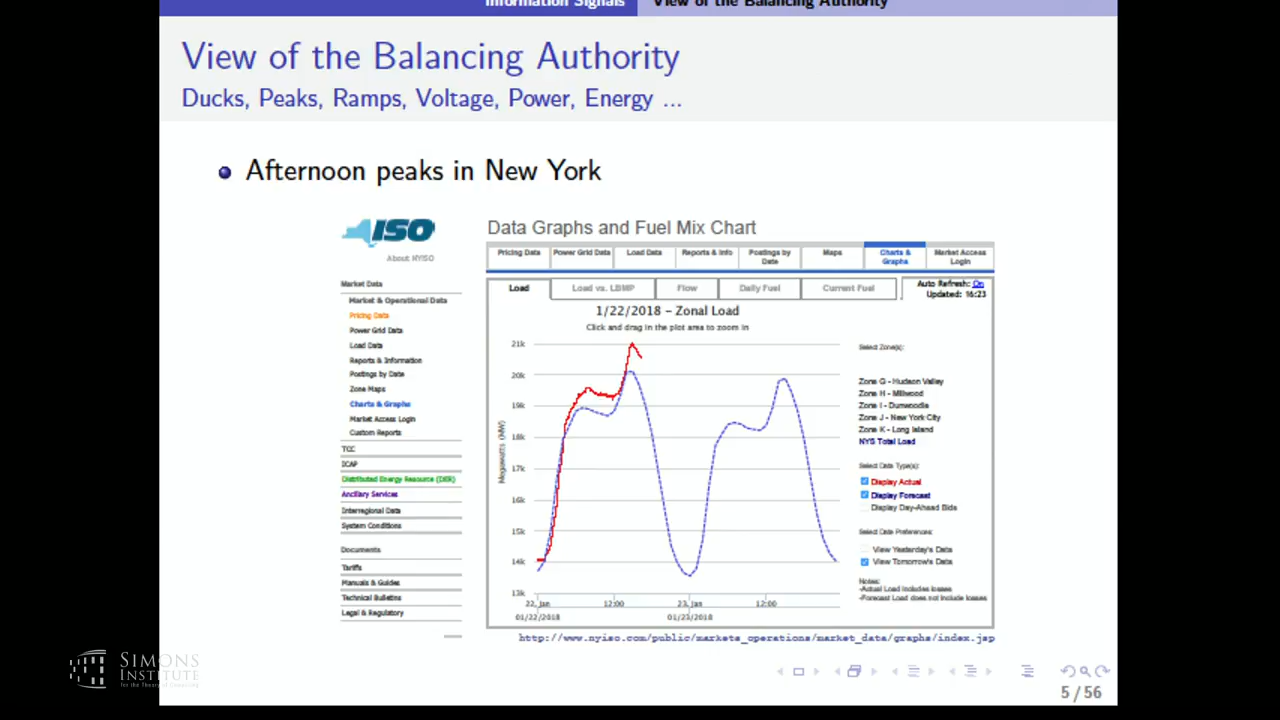 Information Signals View of the Balancing Authority
View of the Balancing Authority
Ducks, Peaks, Ramps, Voltage, Power, Energy ...
Afternoon peaks in New York
ISO
About NYISO
Data Graphs and Fuel Mix Chart
Pricing Data Power Grid Data Load Data Reports & Info Postings by Date Maps Charts & Graphs Market Access Login
Load Load vs. LBMP Flow Daily Fuel Current Fuel
Auto Refresh: On
Updated: 16:23
Market Data
Market & Operational Data
Pricing Data
Power Grid Data
Load Data
Reports & Information
Postings by Date
Zone Maps
Charts & Graphs
Market Access Login
Custom Reports
TCC
ICAP
Distributed Energy Resource (DER)
Ancillary Services
Interregional Data
System Conditions
Documents
Tariffs
Manuals & Guides
Technical Bulletins
Legal & Regulatory
1/22/2018 - Zonal Load
Click and drag in the plot area to zoom in
Megawatts (MW)
21k
20k
19k
18k
17k
16k
15k
14k
13k
22. Jan 12:00 23. Jan 12:00
01/22/2018 01/23/2018
Select Zone(s):
Zone G - Hudson Valley
Zone H - Millwood
Zone I - Dunwoodie
Zone J - New York City
Zone K - Long Island
NYS Total Load
Select Data Type(s):
Display Actual
Display Forecast
Display Day-Ahead Bids
Select Date Preferences:
View Yesterday's Data
View Tomorrow's Data
Notes:
-Actual Load includes losses
-Forecast Load does not include losses
http://www.nyiso.com/public/markets_operations/market_data/graphs/index.jsp
SIMONS
INSTITUTE
for the Theory of Computing
5 / 56